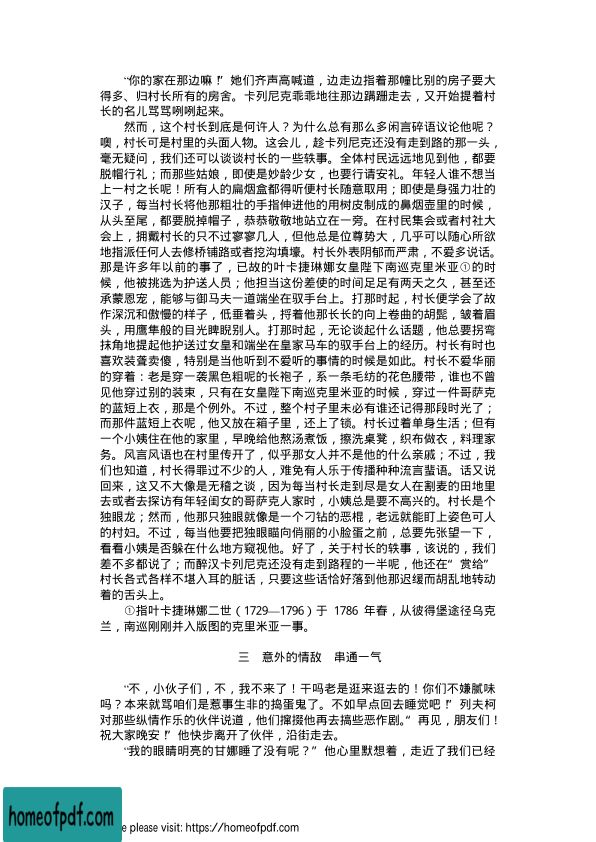 “你的家在那边嘛！”她们齐声高喊道，边走边指着那幢比别的房子要大
得多、归村长所有的房舍。卡列尼克乖乖地往那边蹒跚走去，又开始提着村
长的名儿骂骂咧咧起来。
然而，这个村长到底是何许人？为什么总有那么多闲言碎语议论他呢？
噢，村长可是村里的头面人物。这会儿，趁卡列尼克还没有走到路的那一头，
毫无疑问，我们还可以谈谈村长的一些轶事。全体村民远远地见到他，都要
脱帽行礼；而那些姑娘，即使是妙龄少女，也要行请安礼。年轻人谁不想当
上一村之长呢！所有人的扁烟盒都得听便村长随意取用；即使是身强力壮的
汉子，每当村长将他那粗壮的手指伸进他的用树皮制成的鼻烟壶里的时候，
从头至尾，都要脱掉帽子，恭恭敬敬地站立在一旁。在村民集会或者村社大
会上，拥戴村长的只不过寥寥几人，但他总是位尊势大，几乎可以随心所欲
地指派任何人去修桥铺路或者挖沟填壕。村长外表阴郁而严肃，不爱多说话。
那是许多年以前的事了，已故的叶卡捷琳娜女皇陛下南巡克里米亚①的时
候，他被挑选为护送人员；他担当这份差使的时间足足有两天之久，甚至还
承蒙恩宠，能够与御马夫一道端坐在驭手台上。打那时起，村长便学会了故
作深沉和傲慢的样子，低垂着头，捋着他那长长的向上卷曲的胡髭，皱着眉
头，用鹰隼般的目光睥睨别人。打那时起，无论谈起什么话题，他总要拐弯
抹角地提起他护送过女皇和端坐在皇家马车的驭手台上的经历。村长有时也
喜欢装聋卖傻，特别是当他听到不爱听的事情的时候是如此。村长不爱华丽
的穿着：老是穿一袭黑色粗呢的长袍子，系一条毛纺的花色腰带，谁也不曾
见他穿过别的装束，只有在女皇陛下南巡克里米亚的时候，穿过一件哥萨克
的蓝短上衣，那是个例外。不过，整个村子里未必有谁还记得那段时光了；
而那件蓝短上衣呢，他又放在箱子里，还上了锁。村长过着单身生活；但有
一个小姨住在他的家里，早晚给他熬汤煮饭，擦洗桌凳，织布做衣，料理家
务。风言风语也在村里传开了，似乎那女人并不是他的什么亲戚；不过，我
们也知道，村长得罪过不少的人，难免有人乐于传播种种流言蜚语。话又说
回来，这又不大像是无稽之谈，因为每当村长走到尽是女人在割麦的田地里
去或者去探访有年轻闺女的哥萨克人家时，小姨总是要不高兴的。村长是个
独眼龙；然而，他那只独眼就像是一个刁钻的恶棍，老远就能盯上姿色可人
的村妇。不过，每当他要把独眼瞄向俏丽的小脸蛋之前，总要先张望一下，
看看小姨是否躲在什么地方窥视他。好了，关于村长的轶事，该说的，我们
差不多都说了；而醉汉卡列尼克还没有走到路程的一半呢，他还在“赏给”
村长各式各样不堪入耳的脏话，只要这些话恰好落到他那迟缓而胡乱地转动
着的舌头上。
①指叶卡捷琳娜二世（1729—1796）于 1786 年春，从彼得堡途径乌克
兰，南巡刚刚并入版图的克里米亚一事。
三 意外的情敌 串通一气
“不，小伙子们，不，我不来了！干吗老是逛来逛去的！你们不嫌腻味
吗？本来就骂咱们是惹事生非的捣蛋鬼了。不如早点回去睡觉吧！”列夫柯
对那些纵情作乐的伙伴说道，他们撺掇他再去搞些恶作剧。“再见，朋友们！
祝大家晚安！”他快步离开了伙伴，沿街走去。
“我的眼睛明亮的甘娜睡了没有呢？”他心里默想着，走近了我们已经
homeofpdf.com
e please visit: https://homeofpdf.com